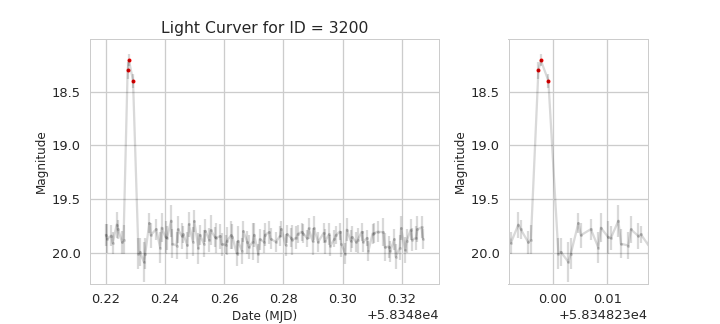 Light Curver for ID = 3200
Magnitude
18.5
19.0
19.5
20.0
0.22 0.24 0.26 0.28 0.30 0.32
Date (MJD)
+5.8348e4
Magnitude
18.5
19.0
19.5
20.0
0.00 0.01
+5.834823e4